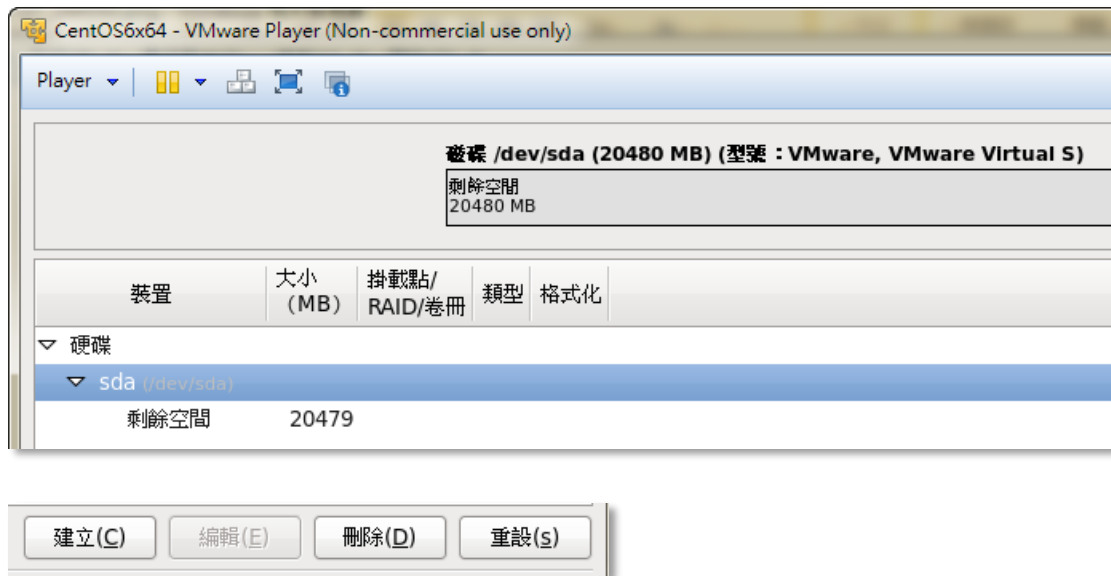 CentOS6x64 - VMware Player (Non-commercial use only)
Player
磁碟 /dev/sda (20480 MB) (型號：VMware, VMware Virtual S)
剩餘空間
20480 MB
裝置
大小
(MB)
掛載點/
RAID/卷冊
類型
格式化
硬碟
sda (/dev/sda)
剩餘空間 20479
建立(C) 編輯(E) 刪除(D) 重設(s)